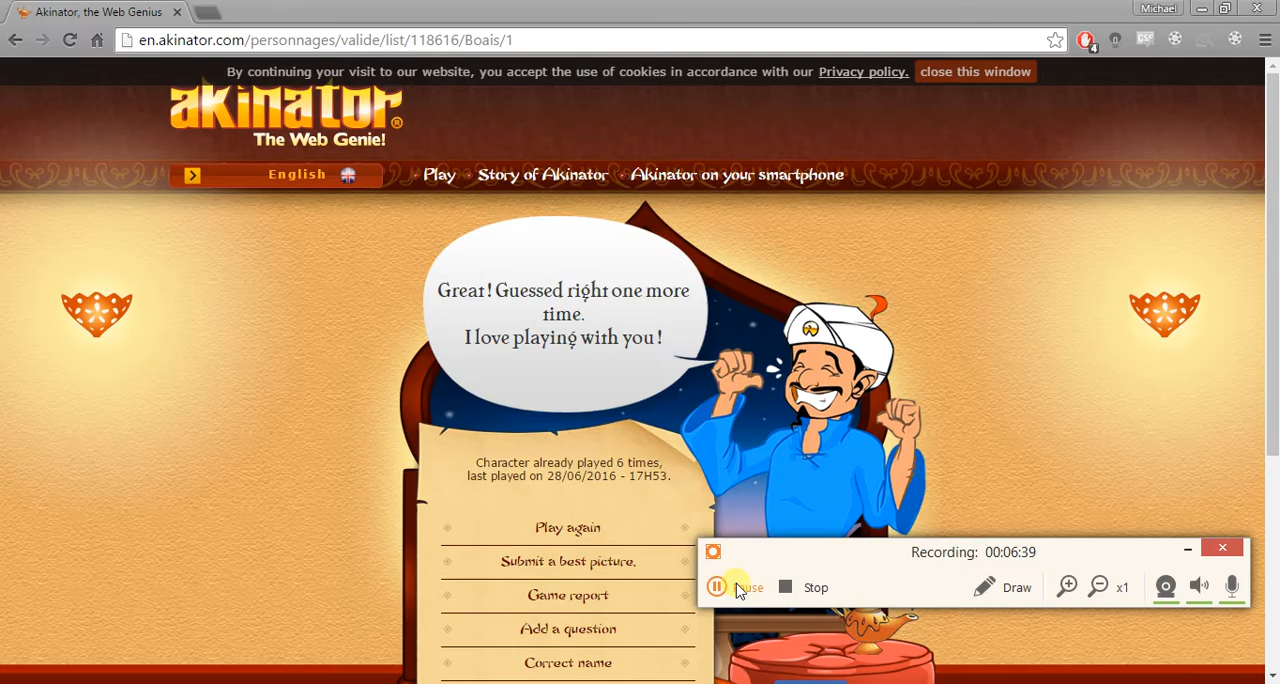 Akinator, the Web Genius
Michael
en.akinator.com/personnages/valide/list/118616/Boais/1
4
By continuing your visit to our website, you accept the use of cookies in accordance with our Privacy policy. close this window
akinator®
The Web Genie!
English
Play · Story of Akinator · Akinator on your smartphone
Great! Guessed right one more
time.
I love playing with you!
Character already played 6 times,
last played on 28/06/2016 - 17H53.
Play again
Submit a best picture.
Game report
Add a question
Correct name
Recording: 00:06:39
Pause Stop Draw x1